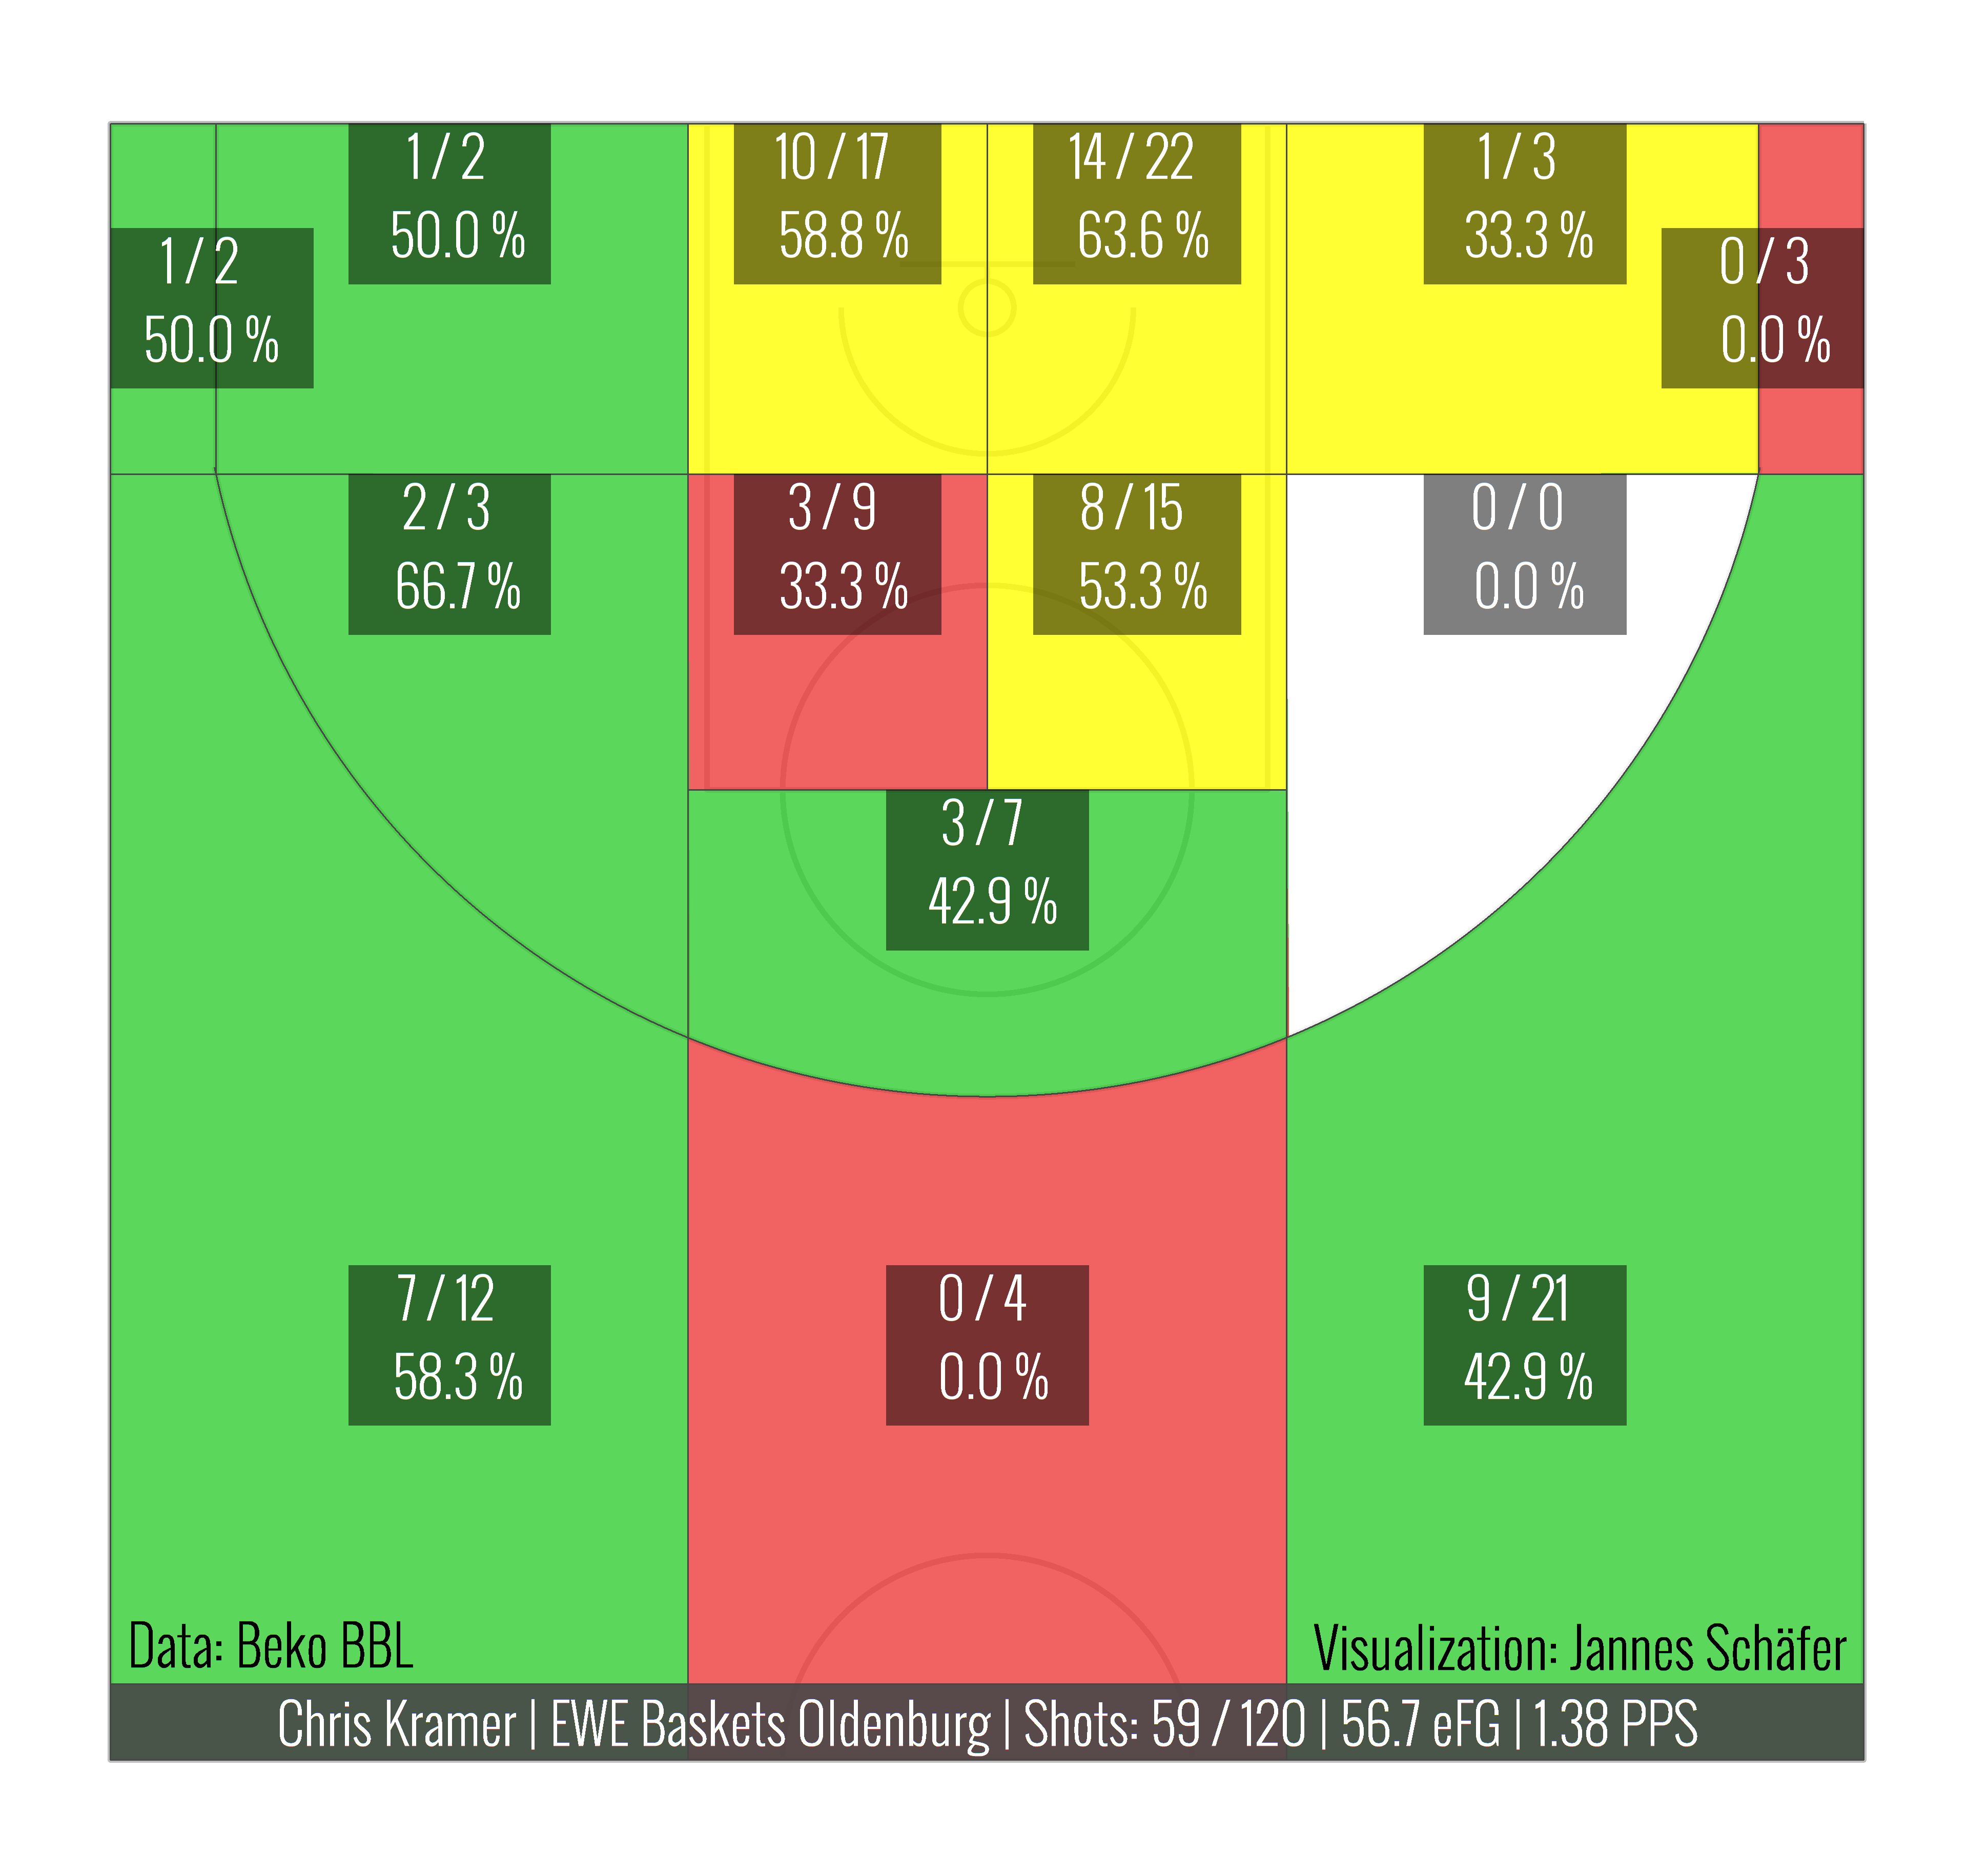 1 / 2
50.0 %
10 / 17
58.8 %
14 / 22
63.6 %
1 / 3
33.3 %
1 / 2
50.0 %
0 / 3
0.0 %
2 / 3
66.7 %
3 / 9
33.3 %
8 / 15
53.3 %
0 / 0
0.0 %
3 / 7
42.9 %
7 / 12
58.3 %
0 / 4
0.0 %
9 / 21
42.9 %
Data: Beko BBL
Visualization: Jannes Schäfer
Chris Kramer | EWE Baskets Oldenburg | Shots: 59 / 120 | 56.7 eFG | 1.38 PPS